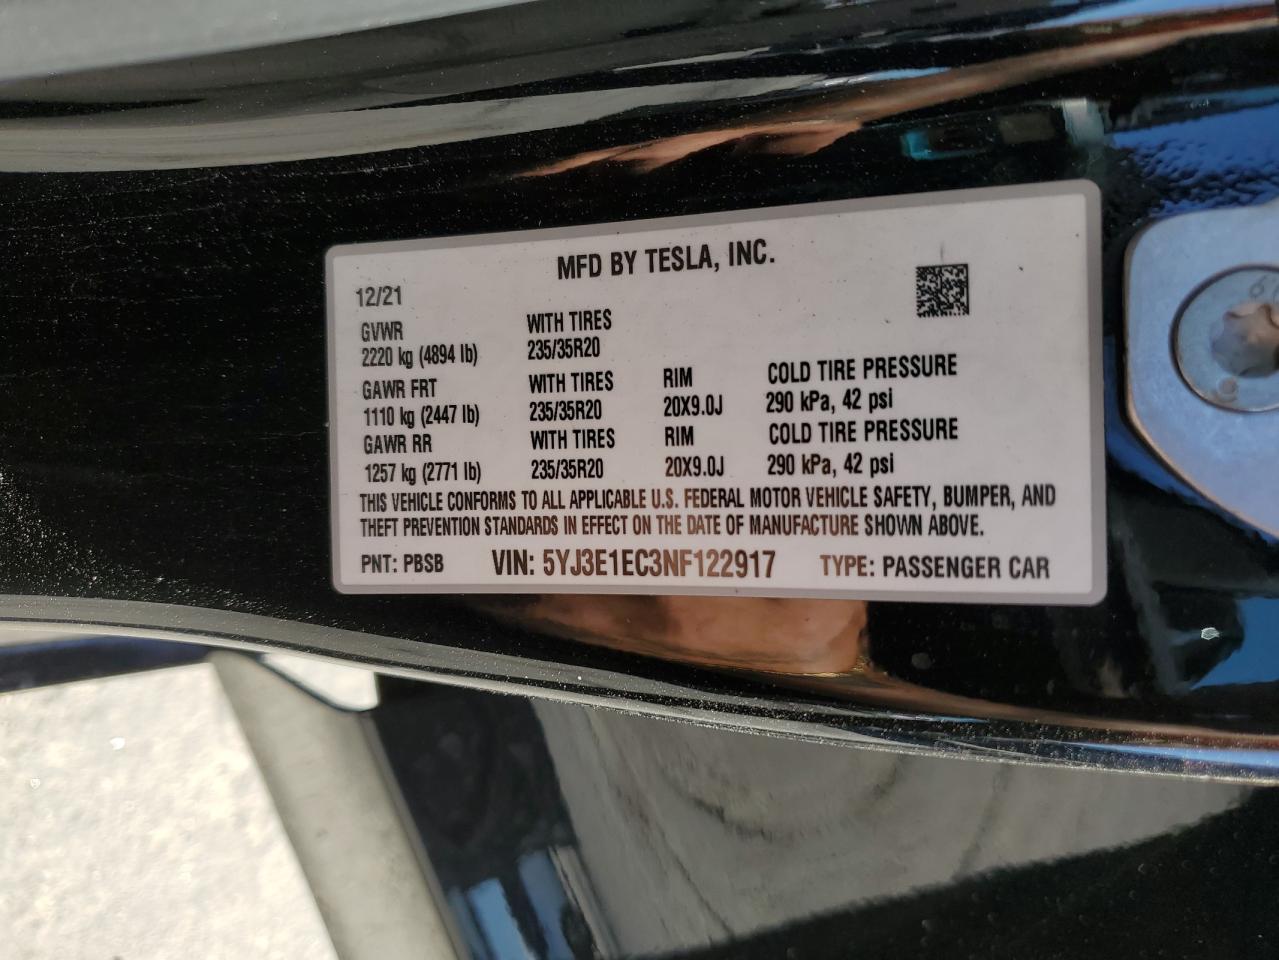 MFD BY TESLA, INC.
12/21
GVWR WITH TIRES
2220 kg (4894 lb) 235/35R20
GAWR FRT WITH TIRES RIM COLD TIRE PRESSURE
1110 kg (2447 lb) 235/35R20 20X9.0J 290 kPa, 42 psi
GAWR RR WITH TIRES RIM COLD TIRE PRESSURE
1257 kg (2771 lb) 235/35R20 20X9.0J 290 kPa, 42 psi
THIS VEHICLE CONFORMS TO ALL APPLICABLE U.S. FEDERAL MOTOR VEHICLE SAFETY, BUMPER, AND
THEFT PREVENTION STANDARDS IN EFFECT ON THE DATE OF MANUFACTURE SHOWN ABOVE.
PNT: PBSB VIN: 5YJ3E1EC3NF122917 TYPE: PASSENGER CAR